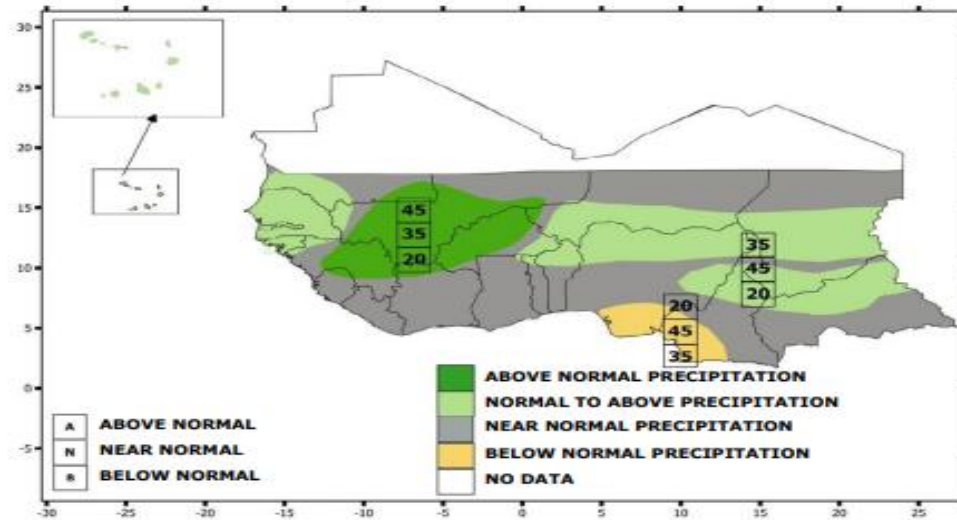 30
25
20
15
10
5
0
-5
45
35
20
35
45
20
20
45
35
ABOVE NORMAL PRECIPITATION
NORMAL TO ABOVE PRECIPITATION
NEAR NORMAL PRECIPITATION
BELOW NORMAL PRECIPITATION
NO DATA
A ABOVE NORMAL
N NEAR NORMAL
B BELOW NORMAL
-30 -25 -20 -15 -10 -5 0 5 10 15 20 25